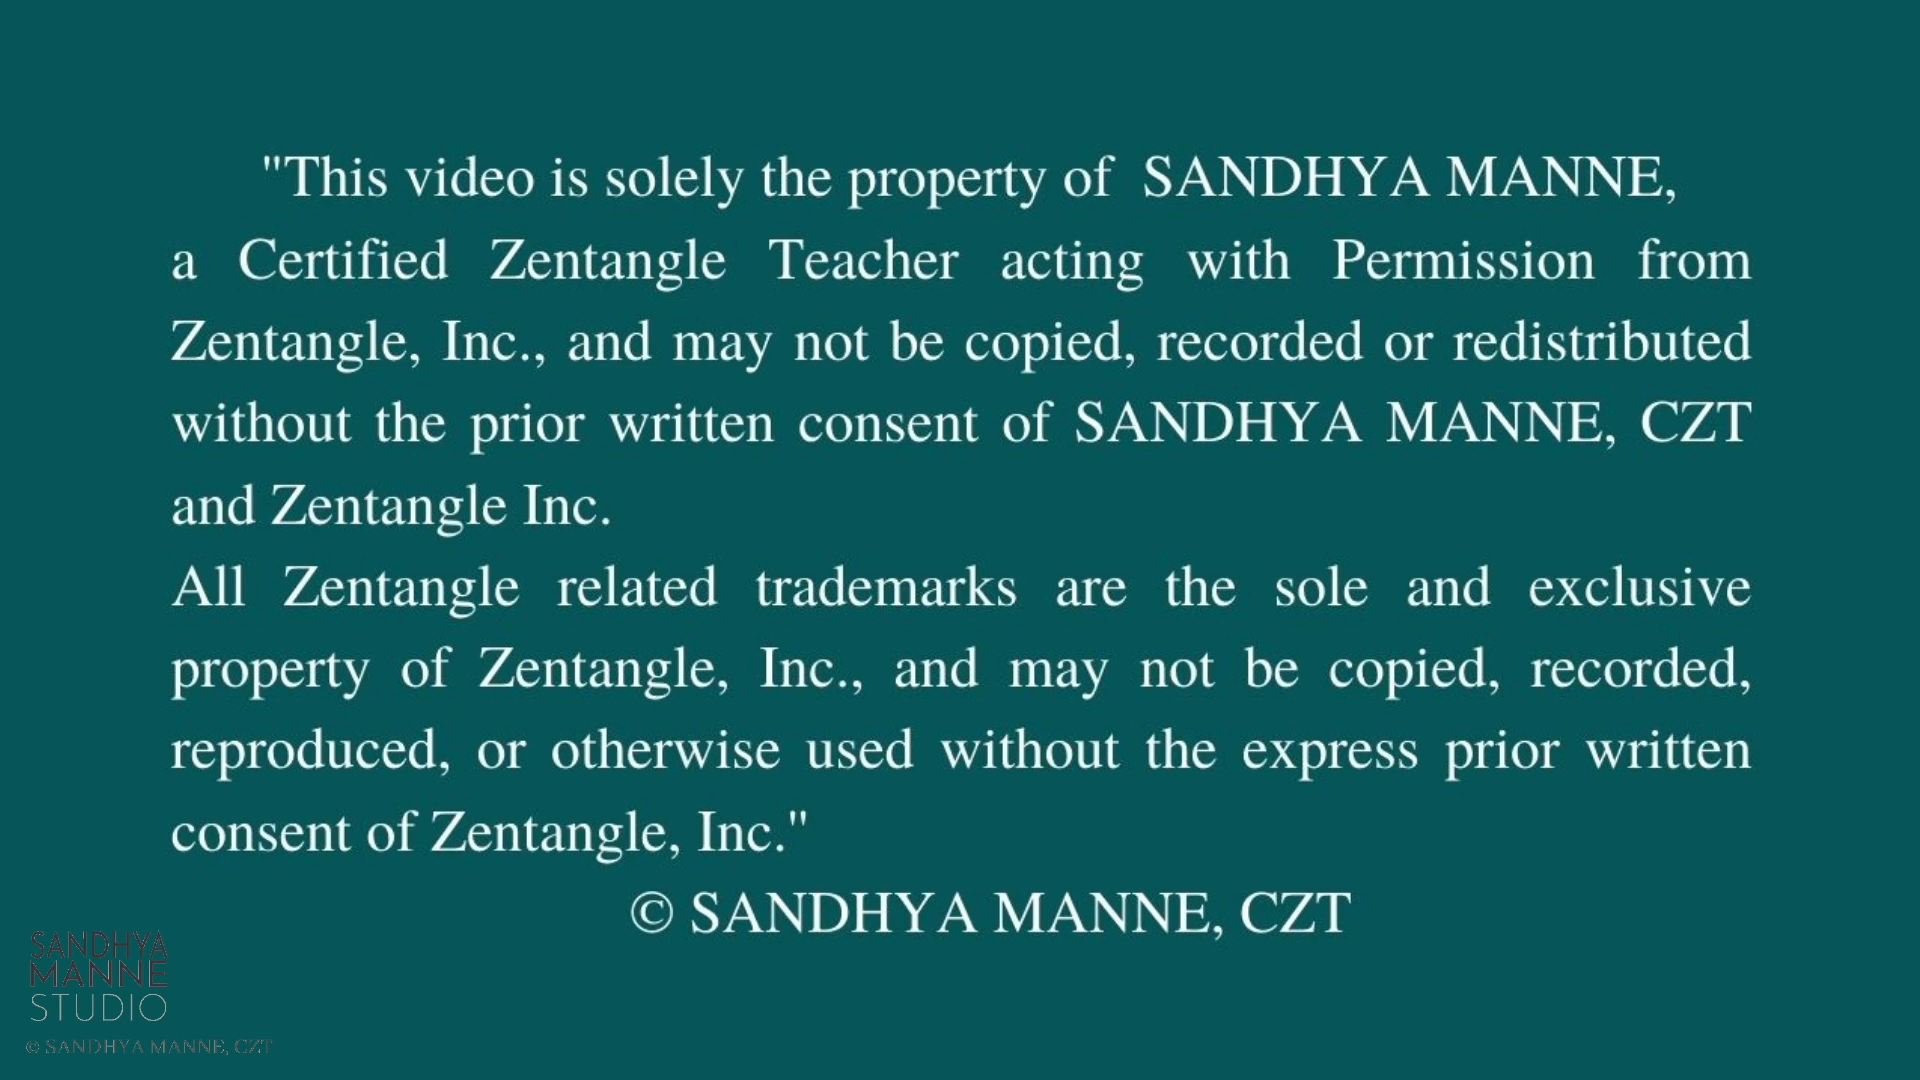 "This video is solely the property of SANDHYA MANNE,
a Certified Zentangle Teacher acting with Permission from
Zentangle, Inc., and may not be copied, recorded or redistributed
without the prior written consent of SANDHYA MANNE, CZT
and Zentangle Inc.
All Zentangle related trademarks are the sole and exclusive
property of Zentangle, Inc., and may not be copied, recorded,
reproduced, or otherwise used without the express prior written
consent of Zentangle, Inc."
© SANDHYA MANNE, CZT
SANDHYA
MANNE
STUDIO
© SANDHYA MANNE, CZT